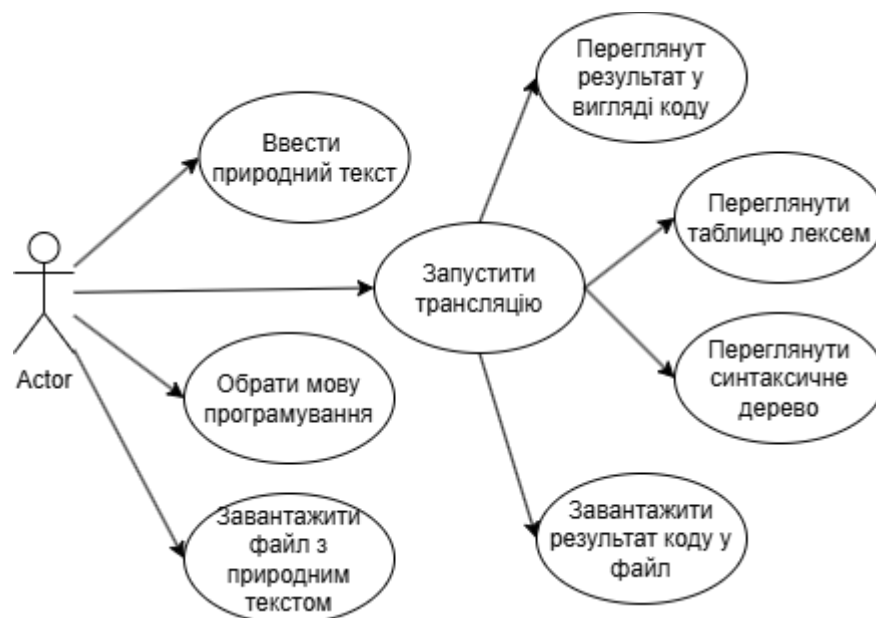 Переглянут
результат у
вигляді коду
Ввести
природний текст
Переглянути
таблицю лексем
Запустити
трансляцію
Actor
Обрати мову
програмування
Переглянути
синтаксичне
дерево
Завантажити
файл з
природним
текстом
Завантажити
результат коду у
файл